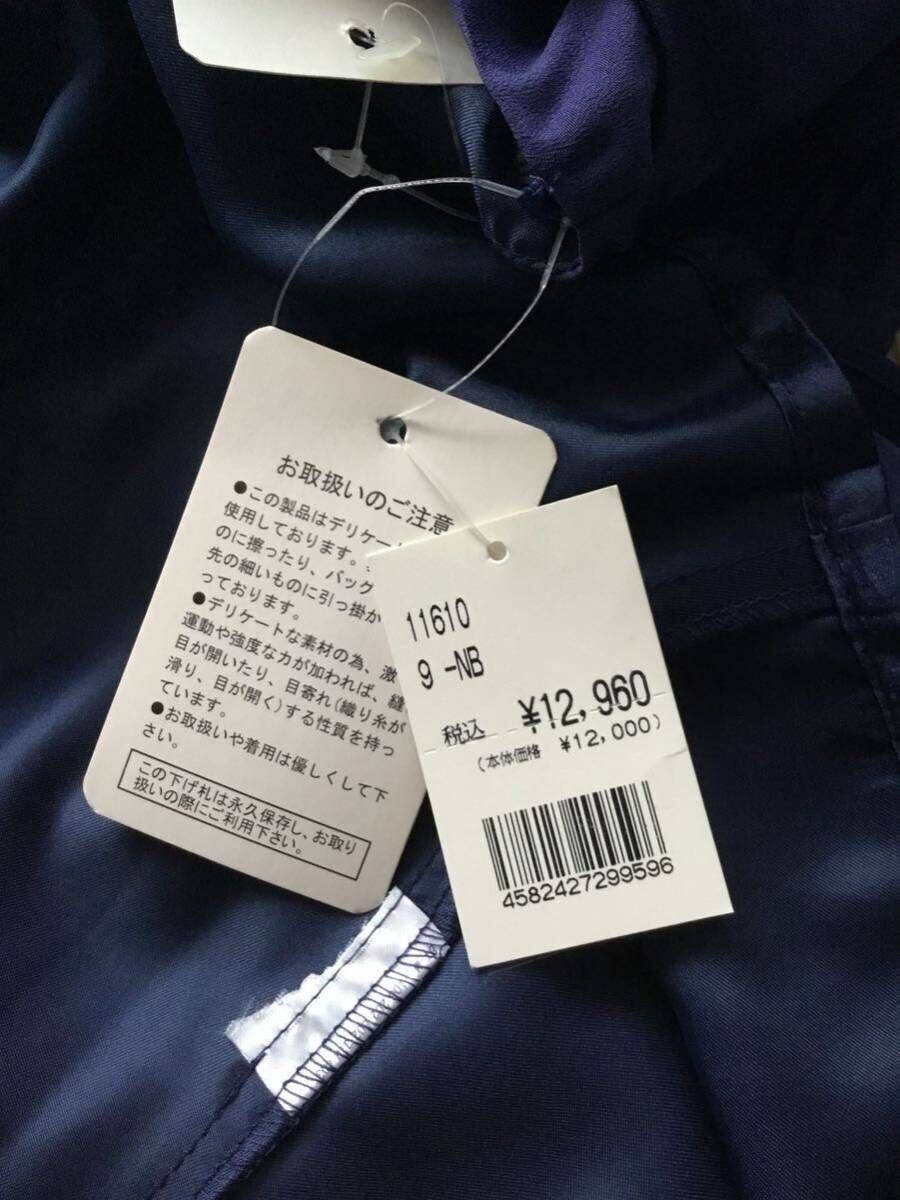 お取扱いのご注意
●この製品はデリケー
使用しております。
のに擦ったり、バッグ
先の細いものに引っ掛か
っております。
●デリケートな素材の為、激
運動や強度な力が加われば、縫
目が開いたり、目寄れ(織り糸が
滑り、目が開く)する性質を持っ
ています。
●お取扱いや着用は優しくして下
さい。
この下げ札は永久保存し、お取り
扱いの際にご利用下さい。
11610
9 -NB
税込 ¥12,960
(本体価格 ¥12,000)
4582427299596